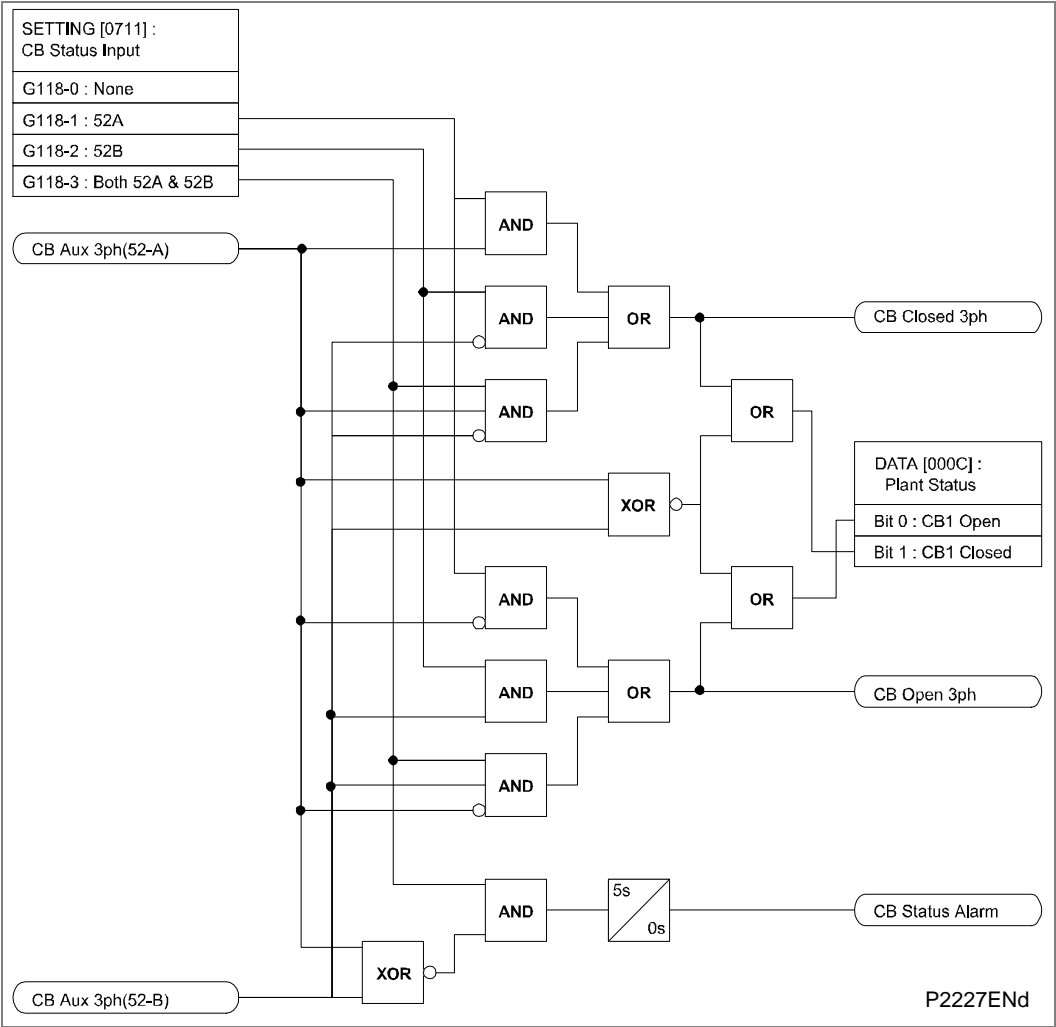 SETTING [0711] :
CB Status Input
G118-0 : None
G118-1 : 52A
G118-2 : 52B
G118-3 : Both 52A & 52B
AND
CB Aux 3ph(52-A)
AND
OR
CB Closed 3ph
AND
OR
DATA [000C] :
Plant Status
XOR
Bit 0 : CB1 Open
Bit 1 : CB1 Closed
AND
OR
AND
OR
CB Open 3ph
AND
5s
0s
AND
CB Status Alarm
XOR
CB Aux 3ph(52-B)
P2227ENd